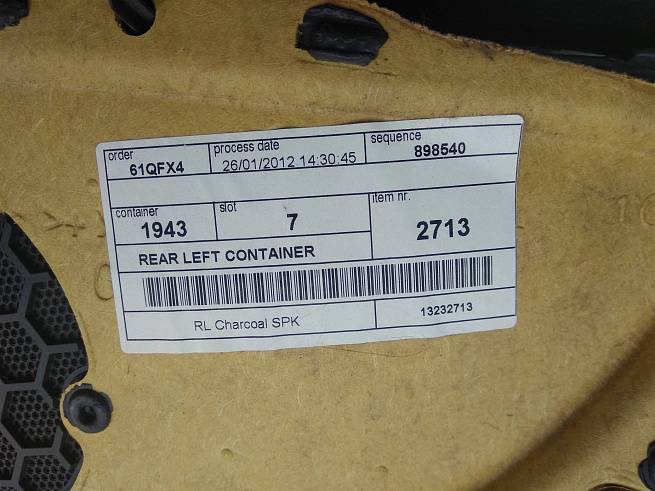 order process date sequence
61QFX4 26/01/2012 14:30:45 898540
container slot item nr.
1943 7 2713
REAR LEFT CONTAINER
RL Charcoal SPK 13232713